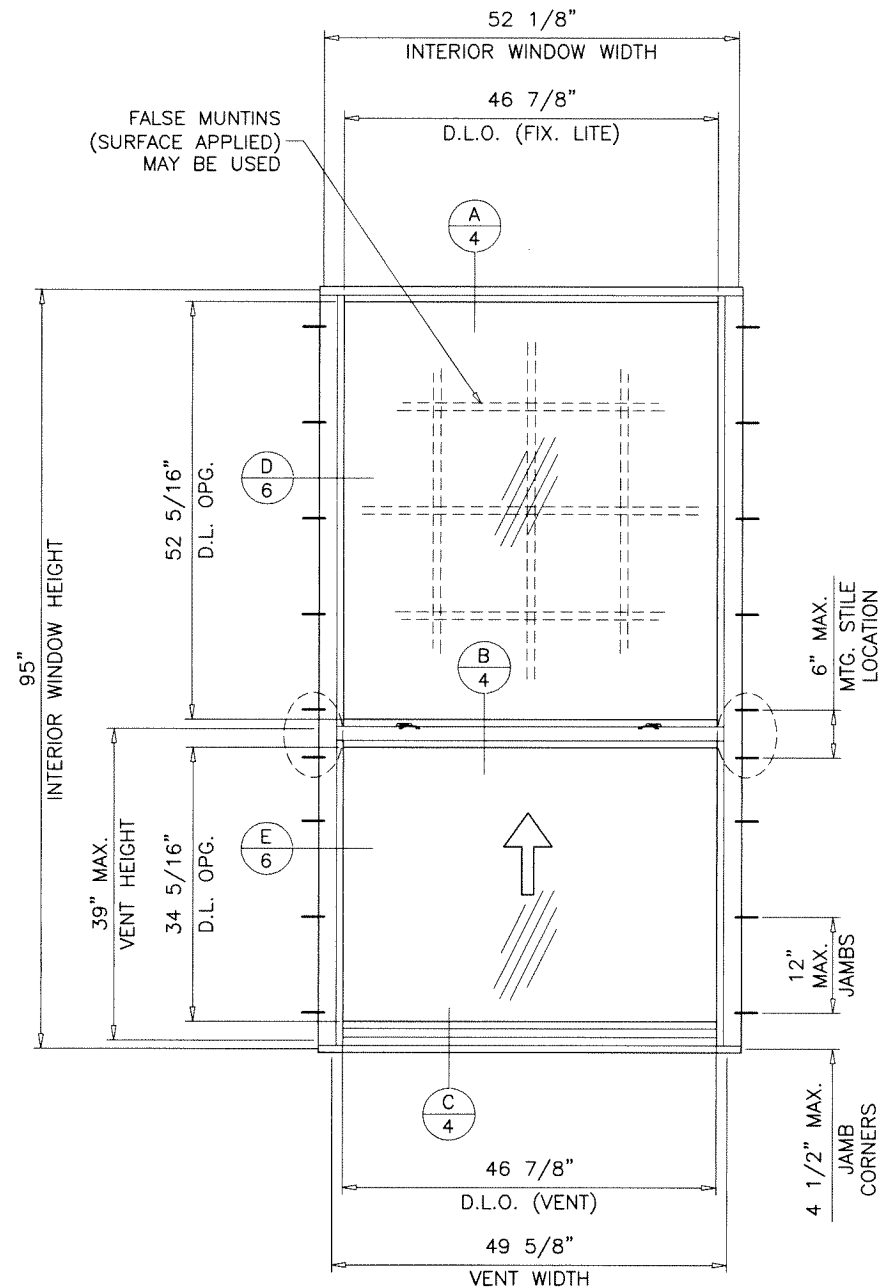 52 1/8"
INTERIOR WINDOW WIDTH
46 7/8"
D.L.O. (FIX. LITE)
FALSE MUNTINS
(SURFACE APPLIED)
MAY BE USED
A
4
D
6
52 5/16"
D.L. OPG.
95"
INTERIOR WINDOW HEIGHT
B
4
6" MAX.
MTG. STILE
LOCATION
E
6
39" MAX.
VENT HEIGHT
34 5/16"
D.L. OPG.
12"
MAX.
JAMBS
C
4
4 1/2" MAX.
JAMB
CORNERS
46 7/8"
D.L.O. (VENT)
49 5/8"
VENT WIDTH